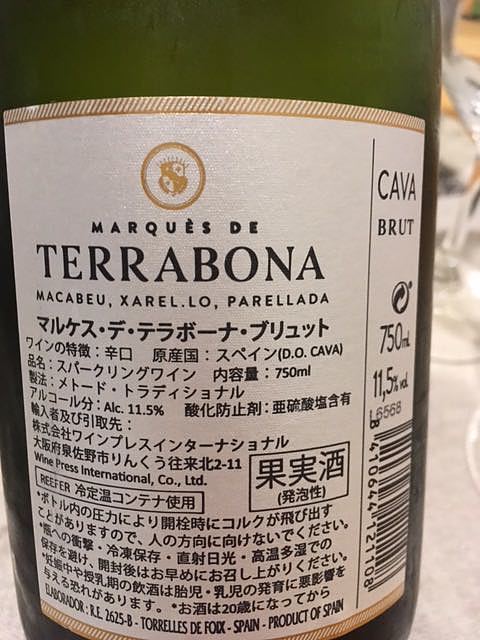 MARQUÈS DE
TERRABONA
MACABEU, XAREL.LO, PARELLADA
マルケス・デ・テラボーナ・ブリュット
ワインの特徴：辛口　原産国：スペイン(D.O. CAVA)
品名：スパークリングワイン　内容量：750ml
製法：メトード・トラディショナル
アルコール分：Alc. 11.5%　酸化防止剤：亜硫酸塩含有
輸入者及び引取先：
株式会社ワインプレスインターナショナル
大阪府泉佐野市りんくう往来北2-11
Wine Press International, Co., Ltd.
REEFER 冷定温コンテナ使用
果実酒
(発泡性)
*ボトル内の圧力により開栓時にコルクが飛び出す
ことがありますので、人の方向に向けないでください。
*瓶への衝撃・冷凍保存・直射日光・高温多湿での
保存を避け、開封後はお早めにお召し上がりください。
*妊娠中や授乳期の飲酒は胎児・乳児の発育に悪影響を
与える恐れがあります。*お酒は20歳になってから
ELABORADOR : R.E. 2625-B - TORRELLES DE FOIX - SPAIN - PRODUCT OF SPAIN
CAVA
BRUT
750ml
11,5% vol.
L6568
8 410644 121108